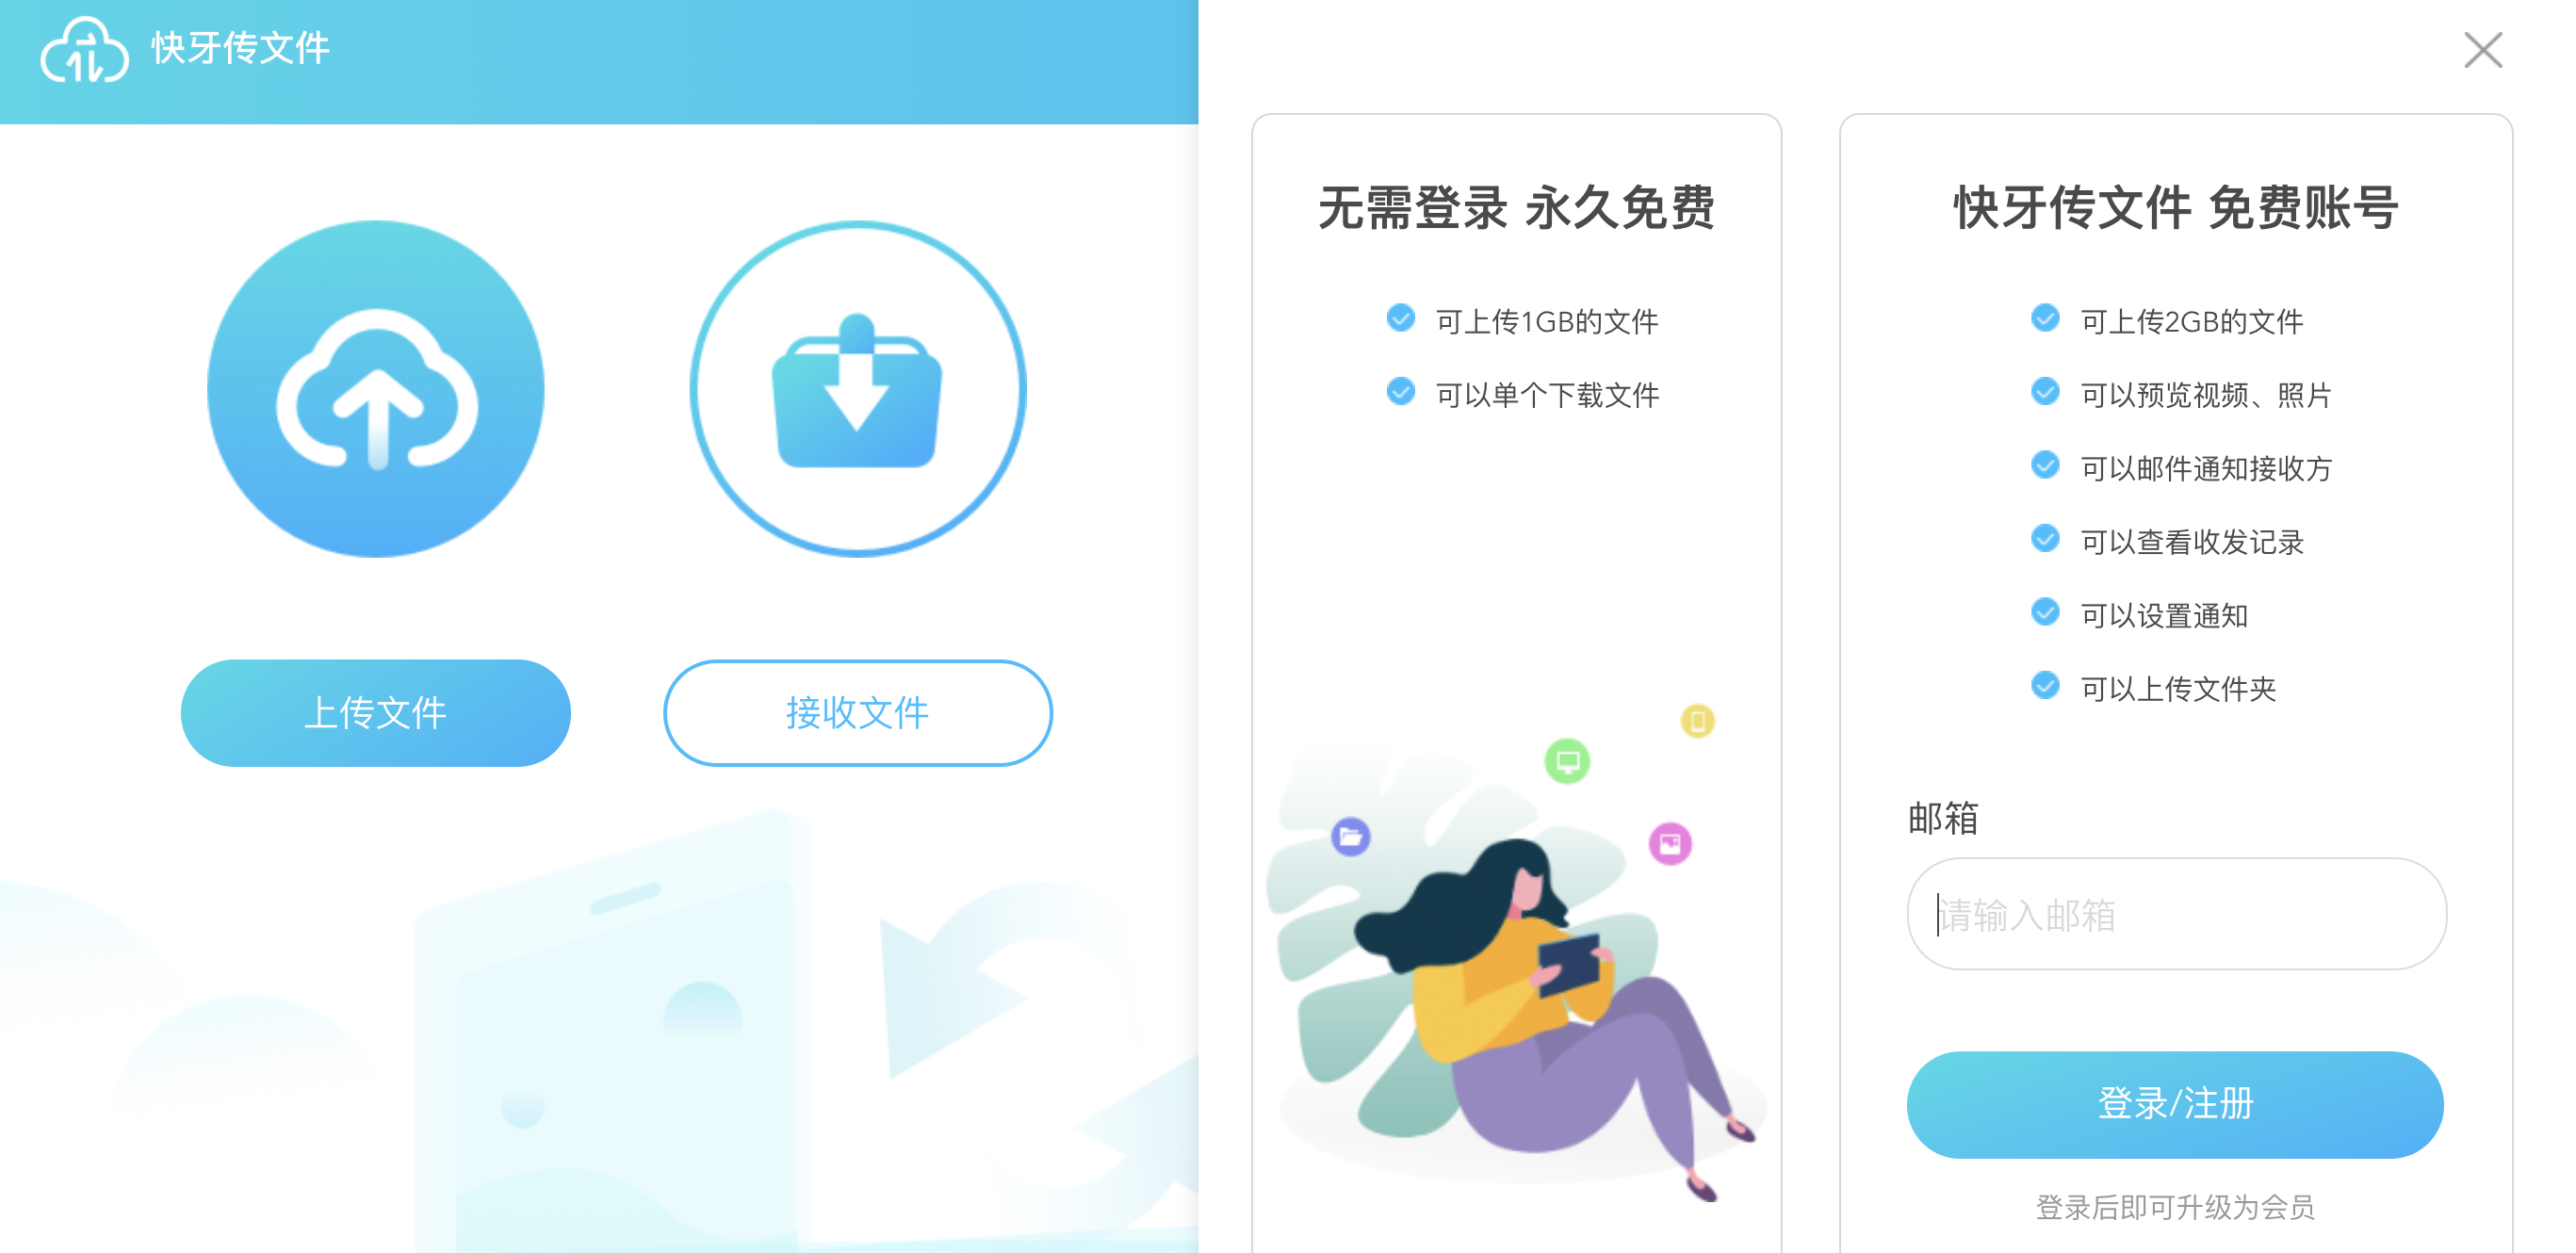 快牙传文件
上传文件
接收文件
无需登录 永久免费
可上传1GB的文件
可以单个下载文件
快牙传文件 免费账号
可上传2GB的文件
可以预览视频、照片
可以邮件通知接收方
可以查看收发记录
可以设置通知
可以上传文件夹
邮箱
请输入邮箱
登录/注册
登录后即可升级为会员